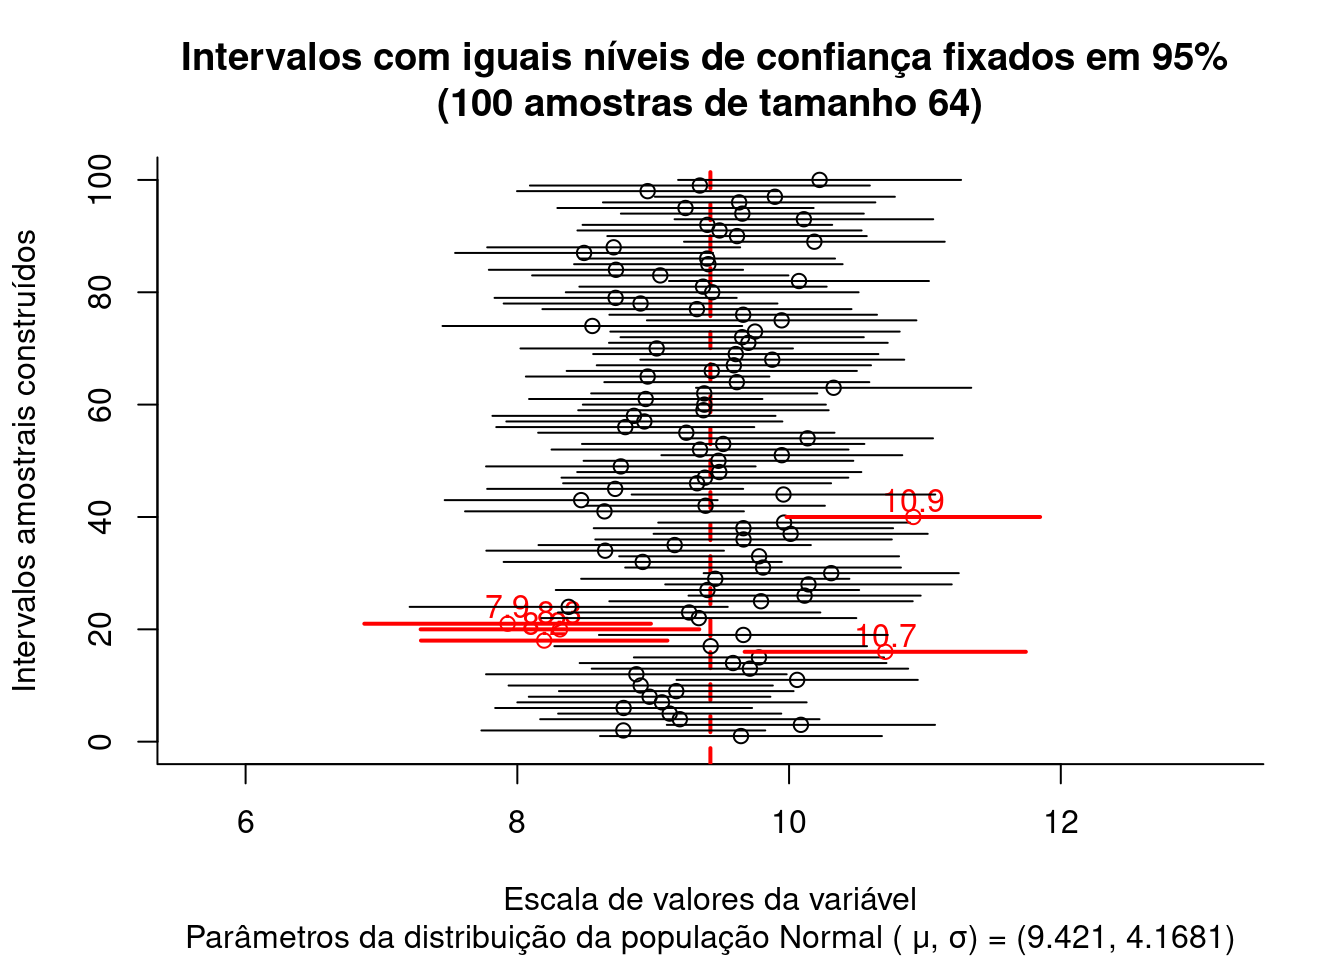 Intervalos com iguais níveis de confiança fixados em 95%
(100 amostras de tamanho 64)
Intervalos amostrais construídos
100
80
60
40
20
0
10.9
7.9
8.3
10.7
6
8
10
12
Escala de valores da variável
Parâmetros da distribuição da população Normal ( μ, σ) = (9.421, 4.1681)